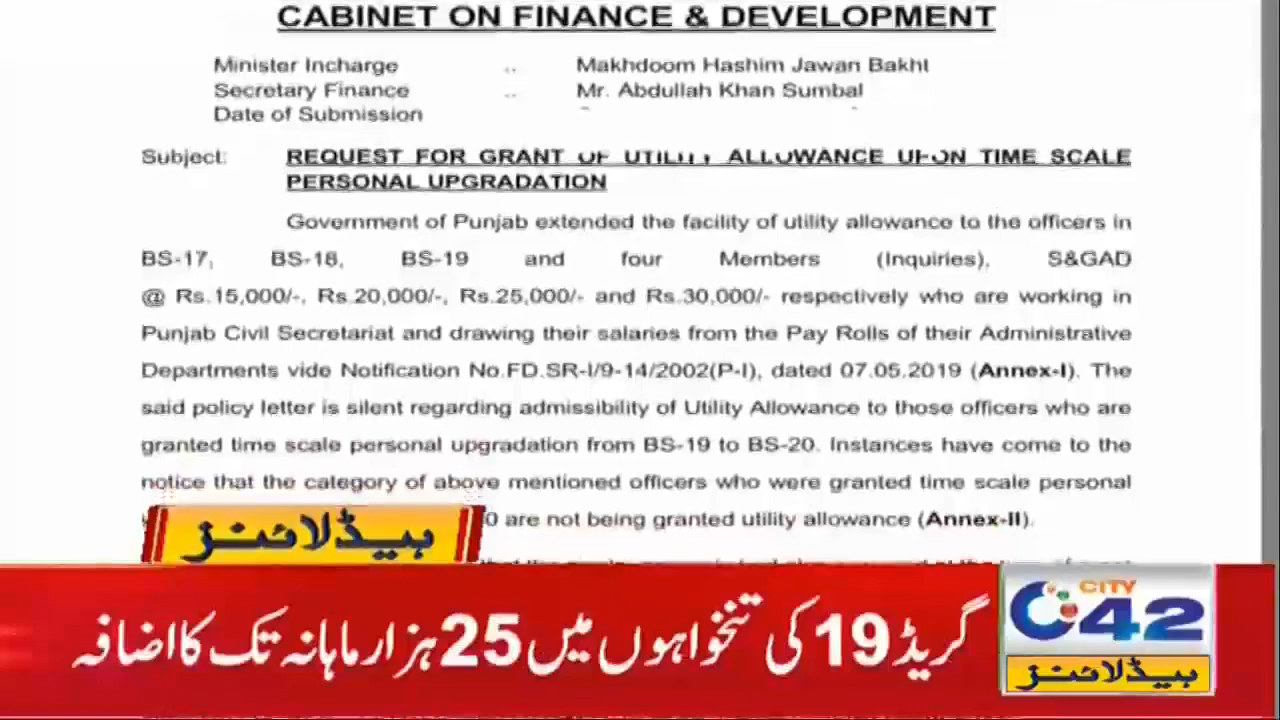 CABINET ON FINANCE & DEVELOPMENT
Minister Incharge .. Makhdoom Hashim Jawan Bakht
Secretary Finance .. Mr. Abdullah Khan Sumbal
Date of Submission
Subject: REQUEST FOR GRANT OF UTILITY ALLOWANCE UPON TIME SCALE
PERSONAL UPGRADATION
Government of Punjab extended the facility of utility allowance to the officers in
BS-17, BS-18, BS-19 and four Members (Inquiries), S&GAD
@ Rs.15,000/-, Rs.20,000/-, Rs.25,000/- and Rs.30,000/- respectively who are working in
Punjab Civil Secretariat and drawing their salaries from the Pay Rolls of their Administrative
Departments vide Notification No.FD.SR-I/9-14/2002(P-I), dated 07.05.2019 (Annex-I). The
said policy letter is silent regarding admissibility of Utility Allowance to those officers who are
granted time scale personal upgradation from BS-19 to BS-20. Instances have come to the
notice that the category of above mentioned officers who were granted time scale personal
0 are not being granted utility allowance (Annex-II).
ہیڈلائنز
گریڈ 19 کی تنخواہوں میں 25 ہزار ماہانہ تک کا اضافہ
CITY
42
ہیڈلائنز